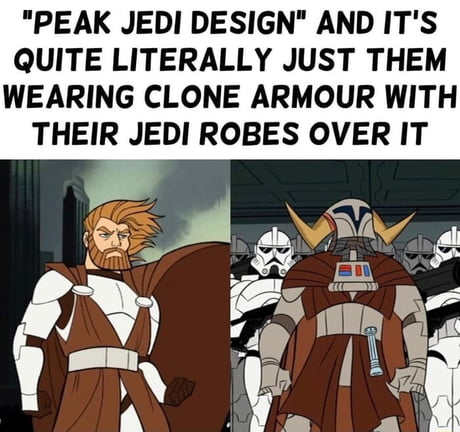 "PEAK JEDI DESIGN" AND IT'S
QUITE LITERALLY JUST THEM
WEARING CLONE ARMOUR WITH
THEIR JEDI ROBES OVER IT